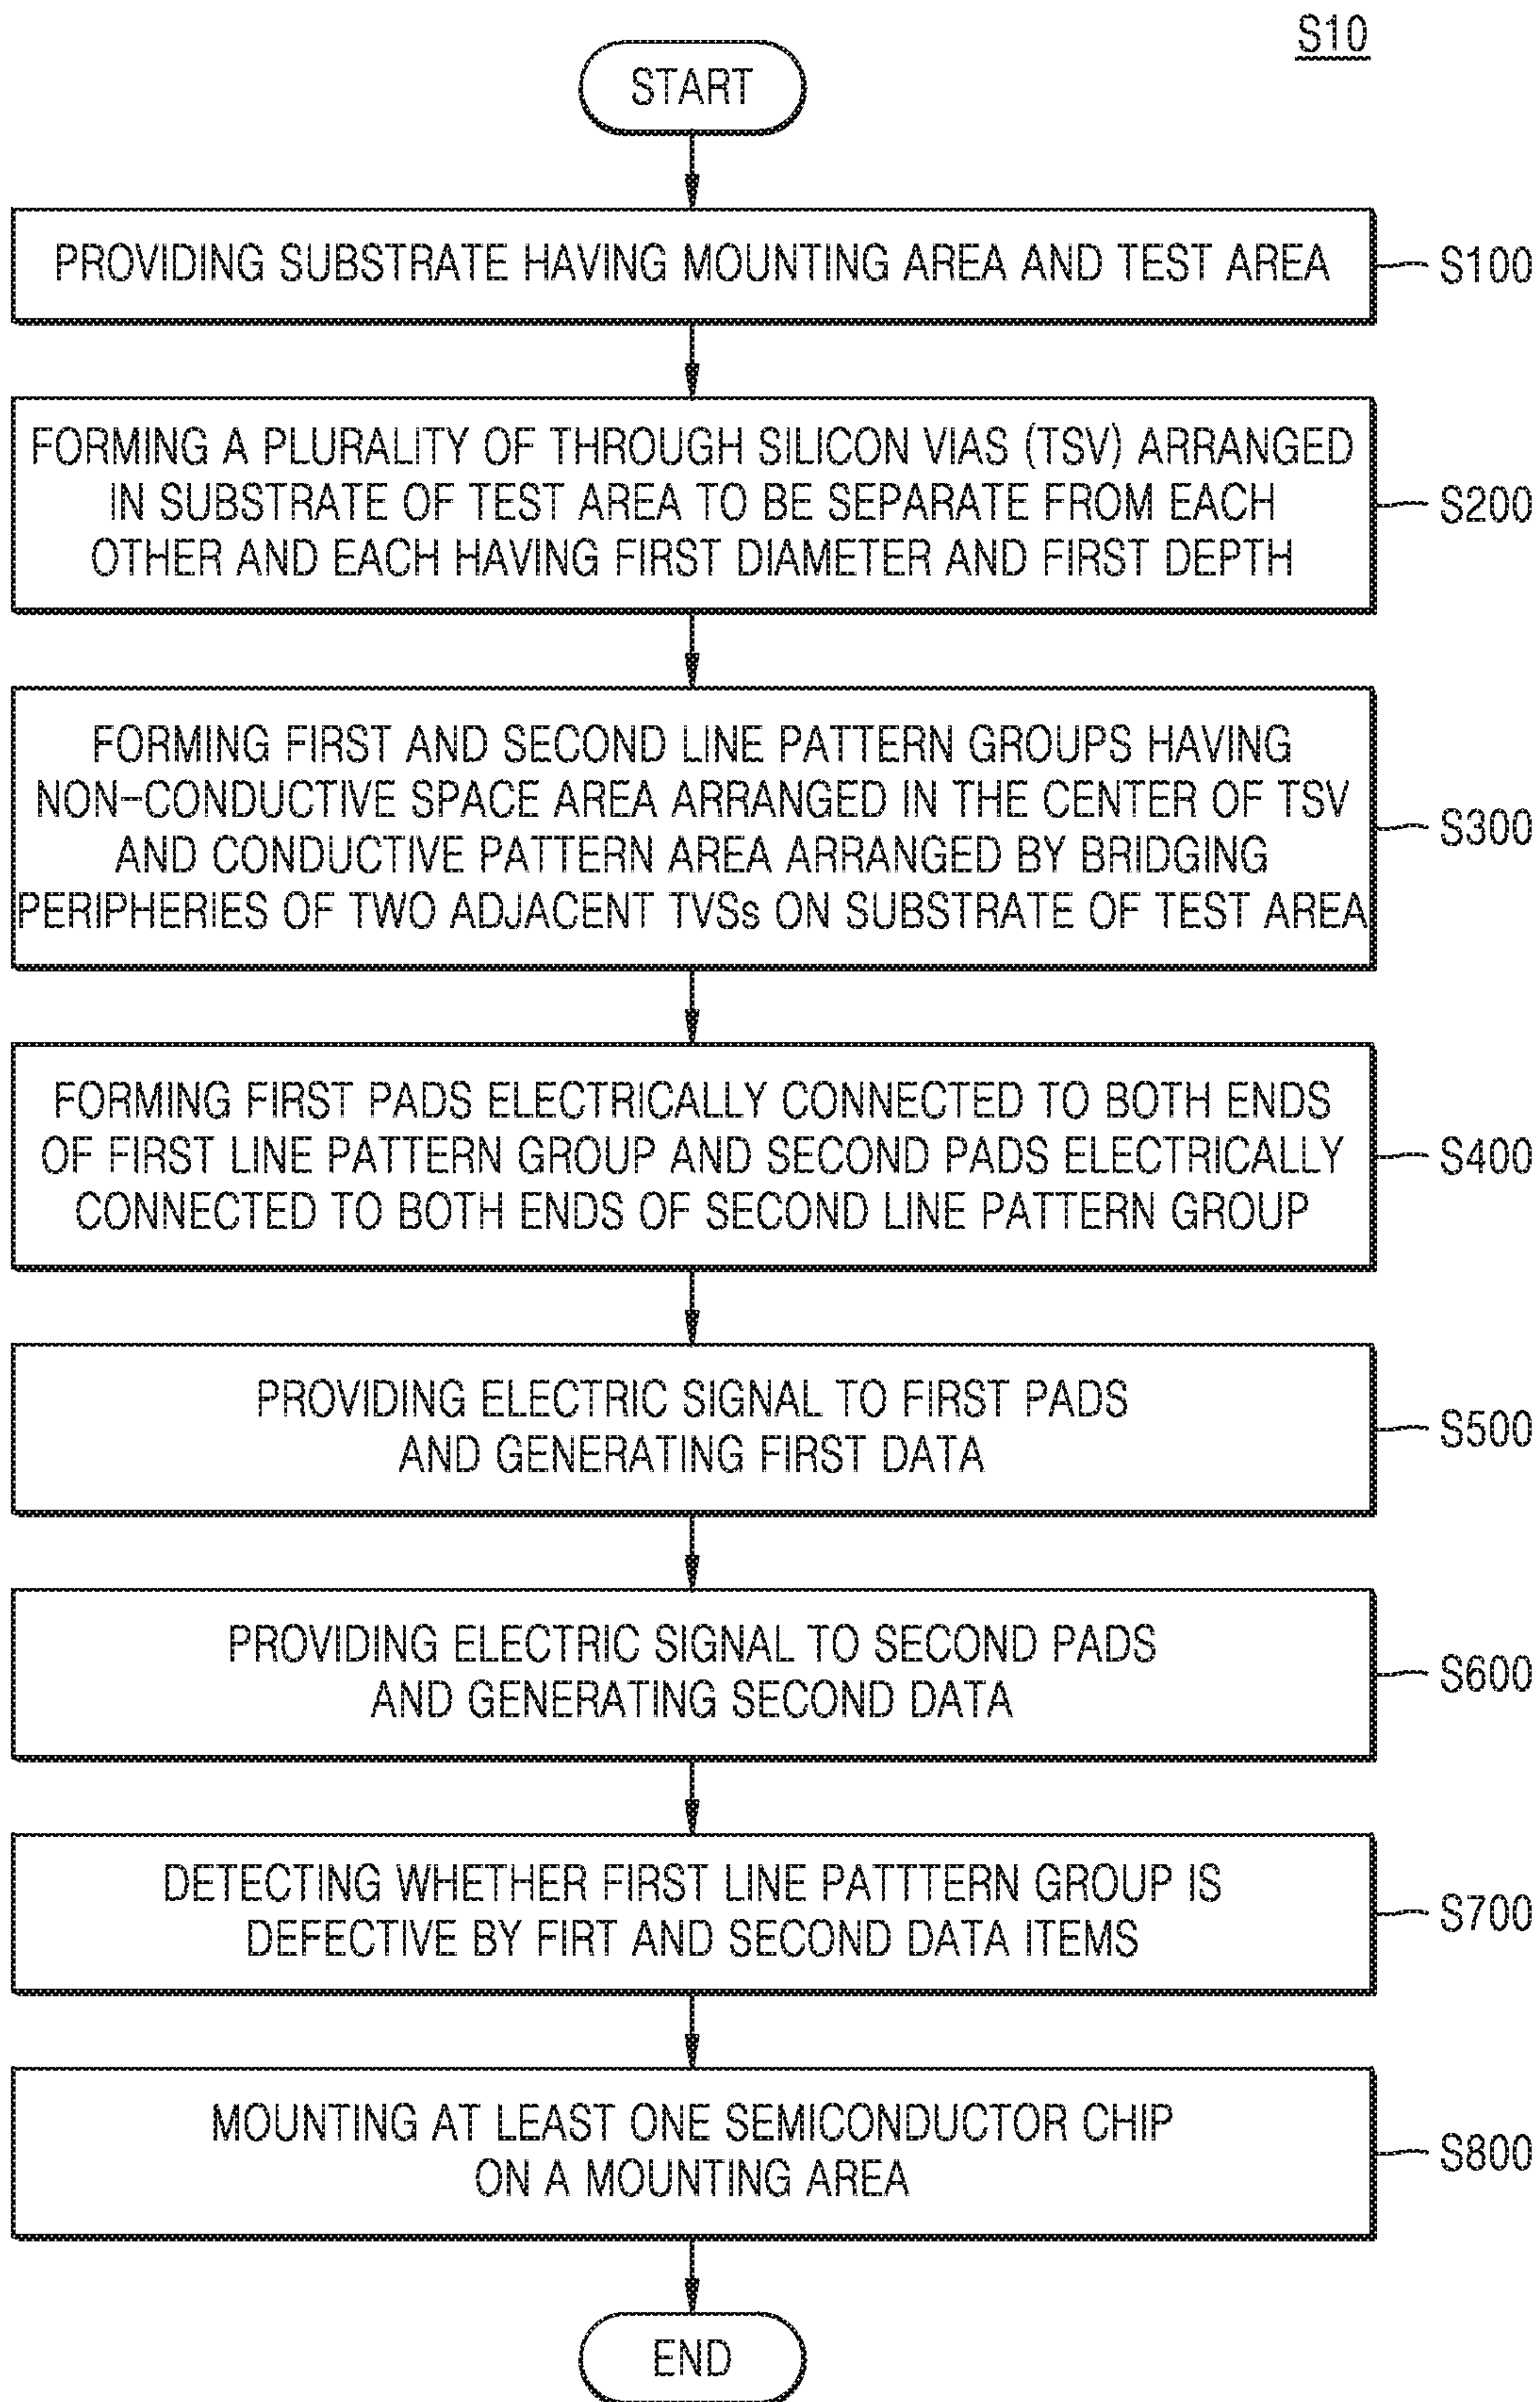 S10
START
PROVIDING SUBSTRATE HAVING MOUNTING AREA AND TEST AREA
S100
FORMING A PLURALITY OF THROUGH SILICON VIAS (TSV) ARRANGED
IN SUBSTRATE OF TEST AREA TO BE SEPARATE FROM EACH
OTHER AND EACH HAVING FIRST DIAMETER AND FIRST DEPTH
S200
FORMING FIRST AND SECOND LINE PATTERN GROUPS HAVING
NON-CONDUCTIVE SPACE AREA ARRANGED IN THE CENTER OF TSV
AND CONDUCTIVE PATTERN AREA ARRANGED BY BRIDGING
PERIPHERIES OF TWO ADJACENT TVSs ON SUBSTRATE OF TEST AREA
S300
FORMING FIRST PADS ELECTRICALLY CONNECTED TO BOTH ENDS
OF FIRST LINE PATTERN GROUP AND SECOND PADS ELECTRICALLY
CONNECTED TO BOTH ENDS OF SECOND LINE PATTERN GROUP
S400
PROVIDING ELECTRIC SIGNAL TO FIRST PADS
AND GENERATING FIRST DATA
S500
PROVIDING ELECTRIC SIGNAL TO SECOND PADS
AND GENERATING SECOND DATA
S600
DETECTING WHETHER FIRST LINE PATTTERN GROUP IS
DEFECTIVE BY FIRT AND SECOND DATA ITEMS
S700
MOUNTING AT LEAST ONE SEMICONDUCTOR CHIP
ON A MOUNTING AREA
S800
END